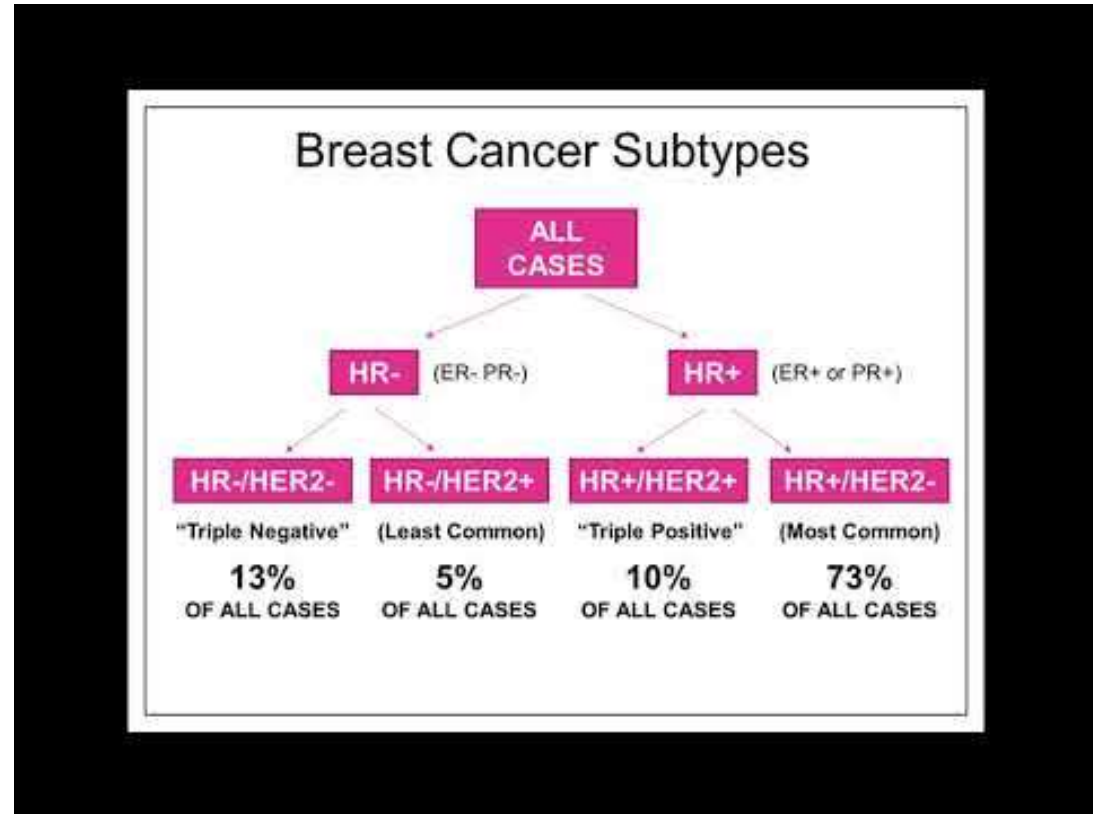 Breast Cancer Subtypes
ALL
CASES
HR- (ER- PR-)
HR+ (ER+ or PR+)
HR-/HER2-
HR-/HER2+
HR+/HER2+
HR+/HER2-
“Triple Negative”
(Least Common)
“Triple Positive”
(Most Common)
13%
5%
10%
73%
OF ALL CASES
OF ALL CASES
OF ALL CASES
OF ALL CASES